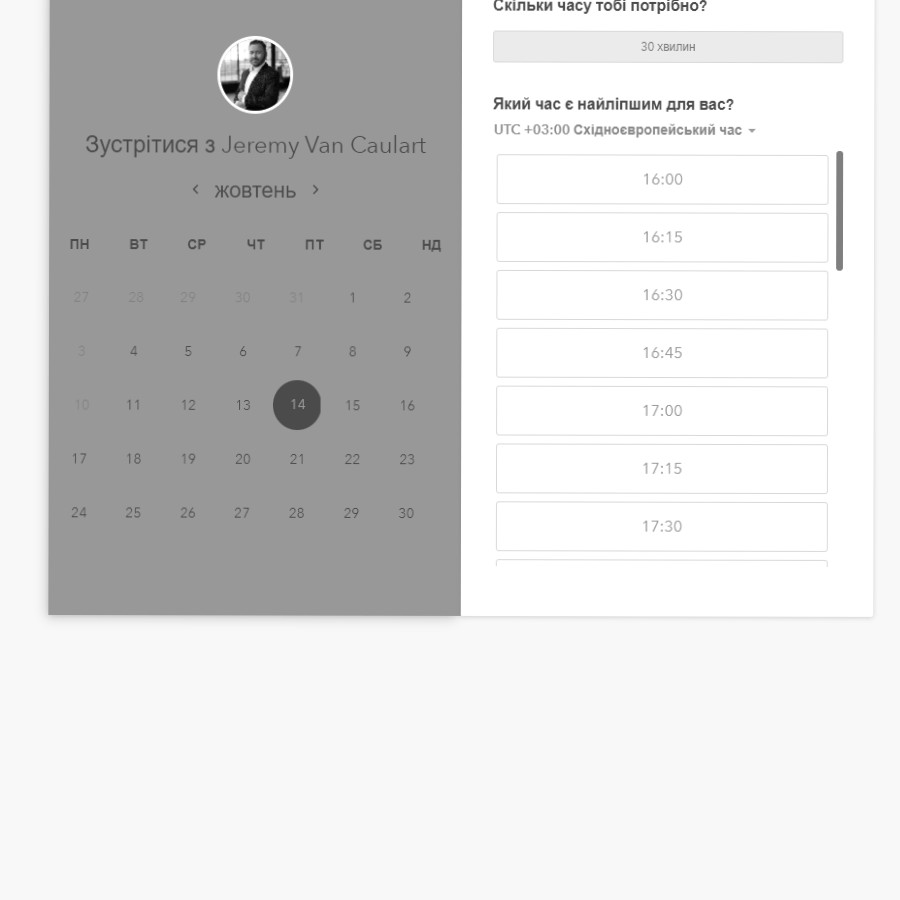 Зустрітися з Jeremy Van Caulart
жовтень
ПН ВТ СР ЧТ ПТ СБ НД
27 28 29 30 31 1 2
3 4 5 6 7 8 9
10 11 12 13 14 15 16
17 18 19 20 21 22 23
24 25 26 27 28 29 30
Скільки часу тобі потрібно?
30 хвилин
Який час є найліпшим для вас?
UTC +03:00 Східноєвропейський час
16:00
16:15
16:30
16:45
17:00
17:15
17:30